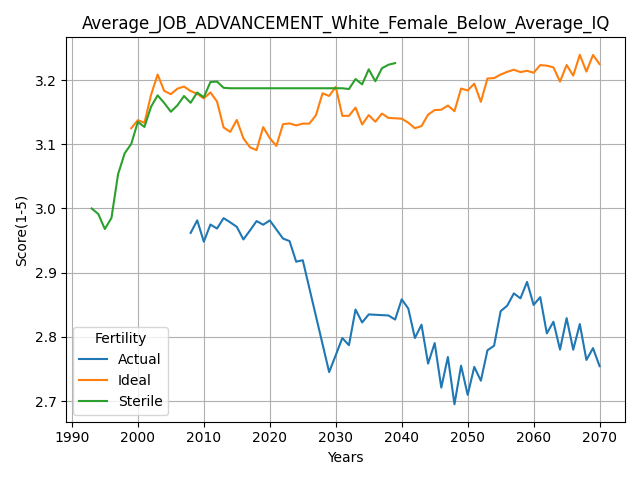 Average_JOB_ADVANCEMENT_White_Female_Below_Average_IQ
Score(1-5)
3.2
3.1
3.0
2.9
2.8
2.7
Fertility
Actual
Ideal
Sterile
1990 2000 2010 2020 2030 2040 2050 2060 2070
Years